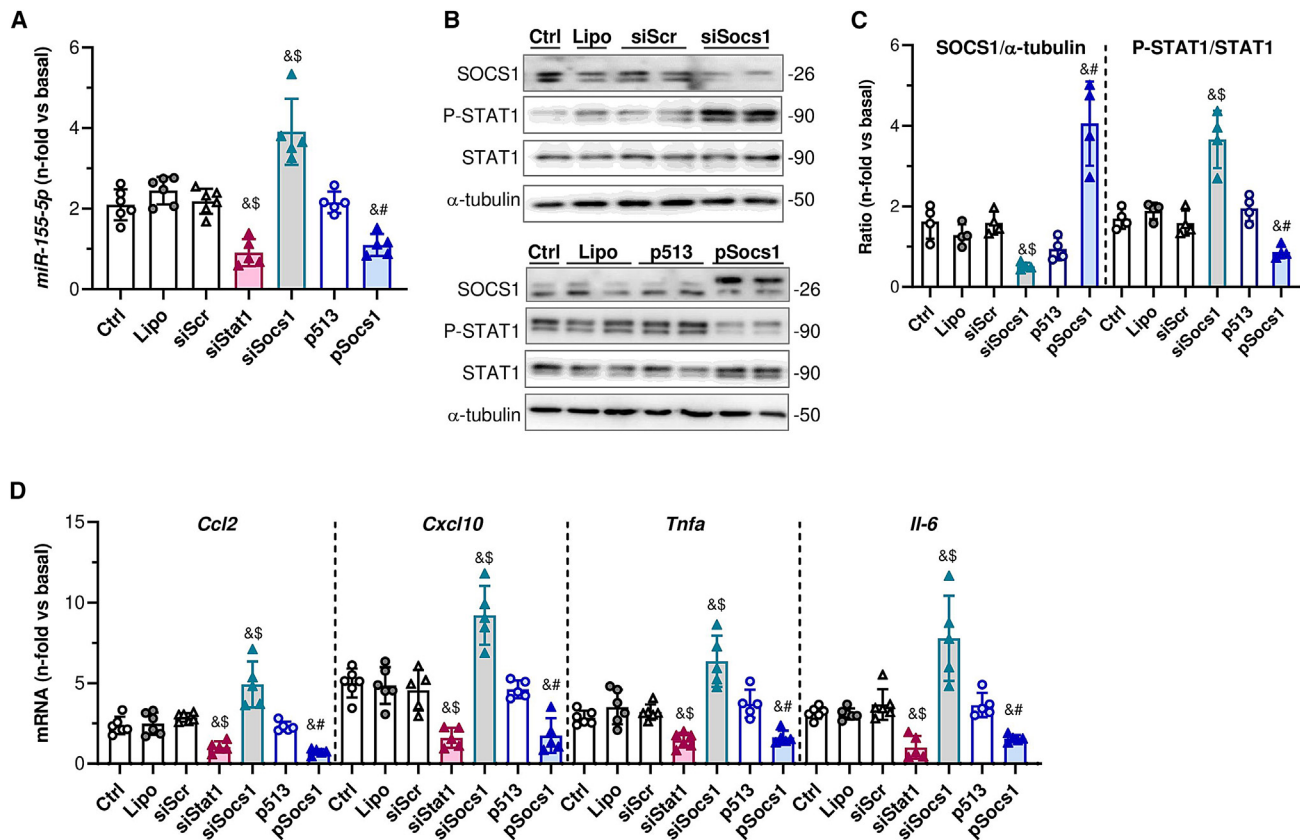 A
miR-155-5p (n-fold vs basal)
6
4
2
0
&$
&$
&#
Ctrl
Lipo
siScr
siStat1
siSocs1
p513
pSocs1
B
Ctrl Lipo siScr siSocs1
SOCS1 -26
P-STAT1 -90
STAT1 -90
α-tubulin -50
Ctrl Lipo p513 pSocs1
SOCS1 -26
P-STAT1 -90
STAT1 -90
α-tubulin -50
C
SOCS1/α-tubulin P-STAT1/STAT1
Ratio (n-fold vs basal)
6
4
2
0
&$
&#
&$
&#
Ctrl
Lipo
siScr
siSocs1
p513
pSocs1
Ctrl
Lipo
siScr
siSocs1
p513
pSocs1
D
Ccl2 Cxcl10 Tnfa Il-6
mRNA (n-fold vs basal)
15
10
5
0
&$
&$
&#
&$
&$
&#
&$
&$
&#
&$
&$
&#
Ctrl
Lipo
siScr
siStat1
siSocs1
p513
pSocs1
Ctrl
Lipo
siScr
siStat1
siSocs1
p513
pSocs1
Ctrl
Lipo
siScr
siStat1
siSocs1
p513
pSocs1
Ctrl
Lipo
siScr
siStat1
siSocs1
p513
pSocs1